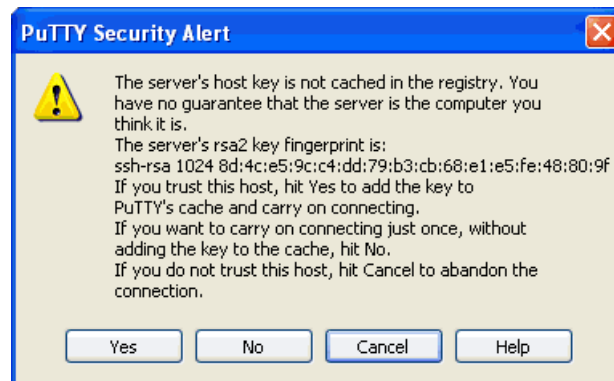 PuTTY Security Alert
The server's host key is not cached in the registry. You
have no guarantee that the server is the computer you
think it is.
The server's rsa2 key fingerprint is:
ssh-rsa 1024 8d:4c:e5:9c:c4:dd:79:b3:cb:68:e1:e5:fe:48:80:9f
If you trust this host, hit Yes to add the key to
PuTTY's cache and carry on connecting.
If you want to carry on connecting just once, without
adding the key to the cache, hit No.
If you do not trust this host, hit Cancel to abandon the
connection.
Yes No Cancel Help